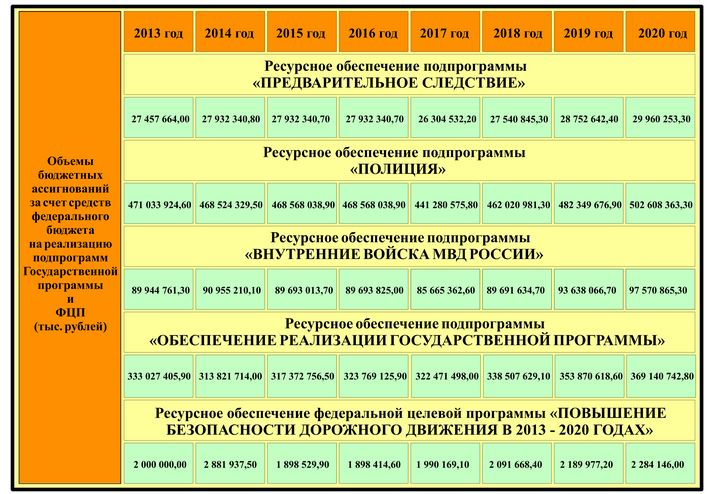 Объемы
бюджетных
ассигнований
за счет средств
федерального
бюджета
на реализацию
подпрограмм
Государственной
программы
и
ФЦП
(тыс. рублей)
2013 год 2014 год 2015 год 2016 год 2017 год 2018 год 2019 год 2020 год
Ресурсное обеспечение подпрограммы
«ПРЕДВАРИТЕЛЬНОЕ СЛЕДСТВИЕ»
27 457 664,00 27 932 340,80 27 932 340,70 27 932 340,70 26 304 532,20 27 540 845,30 28 752 642,40 29 960 253,30
Ресурсное обеспечение подпрограммы
«ПОЛИЦИЯ»
471 033 924,60 468 524 329,50 468 568 038,90 468 568 038,90 441 280 575,80 462 020 981,30 482 349 676,90 502 608 363,30
Ресурсное обеспечение подпрограммы
«ВНУТРЕННИЕ ВОЙСКА МВД РОССИИ»
89 944 761,30 90 955 210,10 89 693 013,70 89 693 825,00 85 665 362,60 89 691 634,70 93 638 066,70 97 570 865,30
Ресурсное обеспечение подпрограммы
«ОБЕСПЕЧЕНИЕ РЕАЛИЗАЦИИ ГОСУДАРСТВЕННОЙ ПРОГРАММЫ»
333 027 405,90 313 821 714,00 317 372 756,50 323 769 125,90 322 471 498,00 338 507 629,10 353 870 618,60 369 140 742,80
Ресурсное обеспечение федеральной целевой программы «ПОВЫШЕНИЕ
БЕЗОПАСНОСТИ ДОРОЖНОГО ДВИЖЕНИЯ В 2013 - 2020 ГОДАХ»
2 000 000,00 2 881 937,50 1 898 529,90 1 898 414,60 1 990 169,10 2 091 668,40 2 189 977,20 2 284 146,00